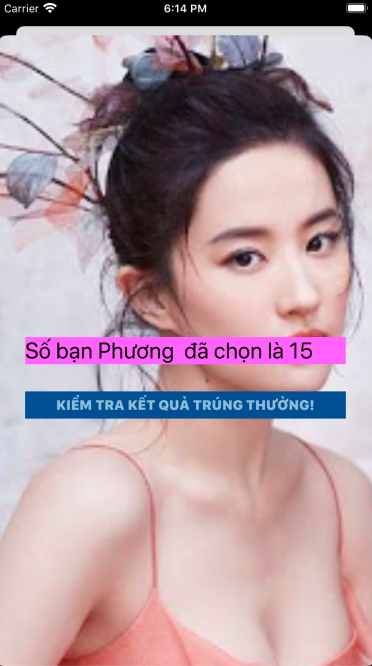 Carrier 6:14 PM
Số bạn Phương  đã chọn là 15
KIỂM TRA KẾT QUẢ TRÚNG THƯỞNG!